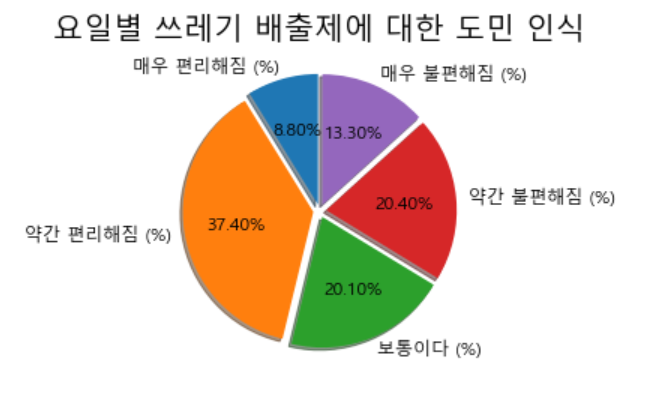 요일별 쓰레기 배출제에 대한 도민 인식
매우 편리해짐 (%)
매우 불편해짐 (%)
8.80%
13.30%
약간 불편해짐 (%)
20.40%
37.40%
약간 편리해짐 (%)
20.10%
보통이다 (%)